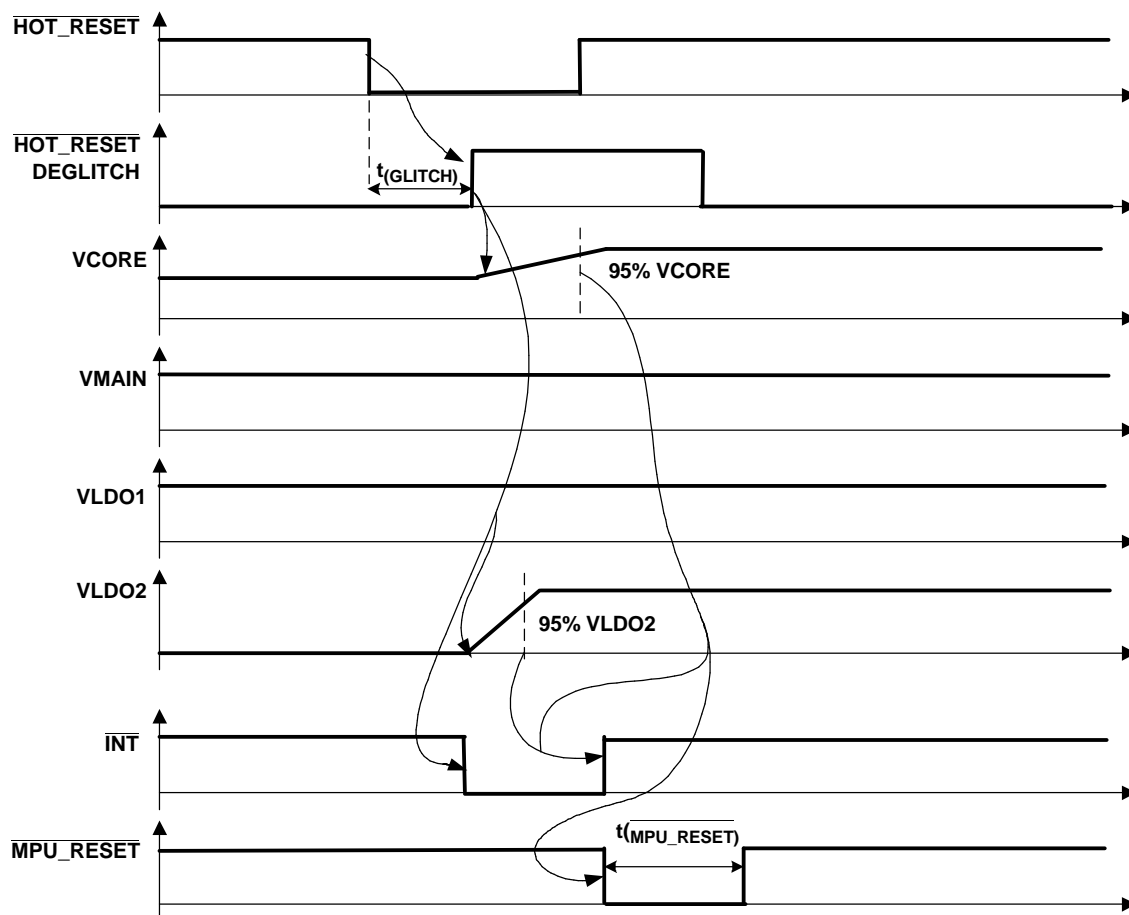 HOT_RESET
HOT_RESET
DEGLITCH
t(GLITCH)
VCORE
95% VCORE
VMAIN
VLDO1
VLDO2
95% VLDO2
INT
t(MPU_RESET)
MPU_RESET